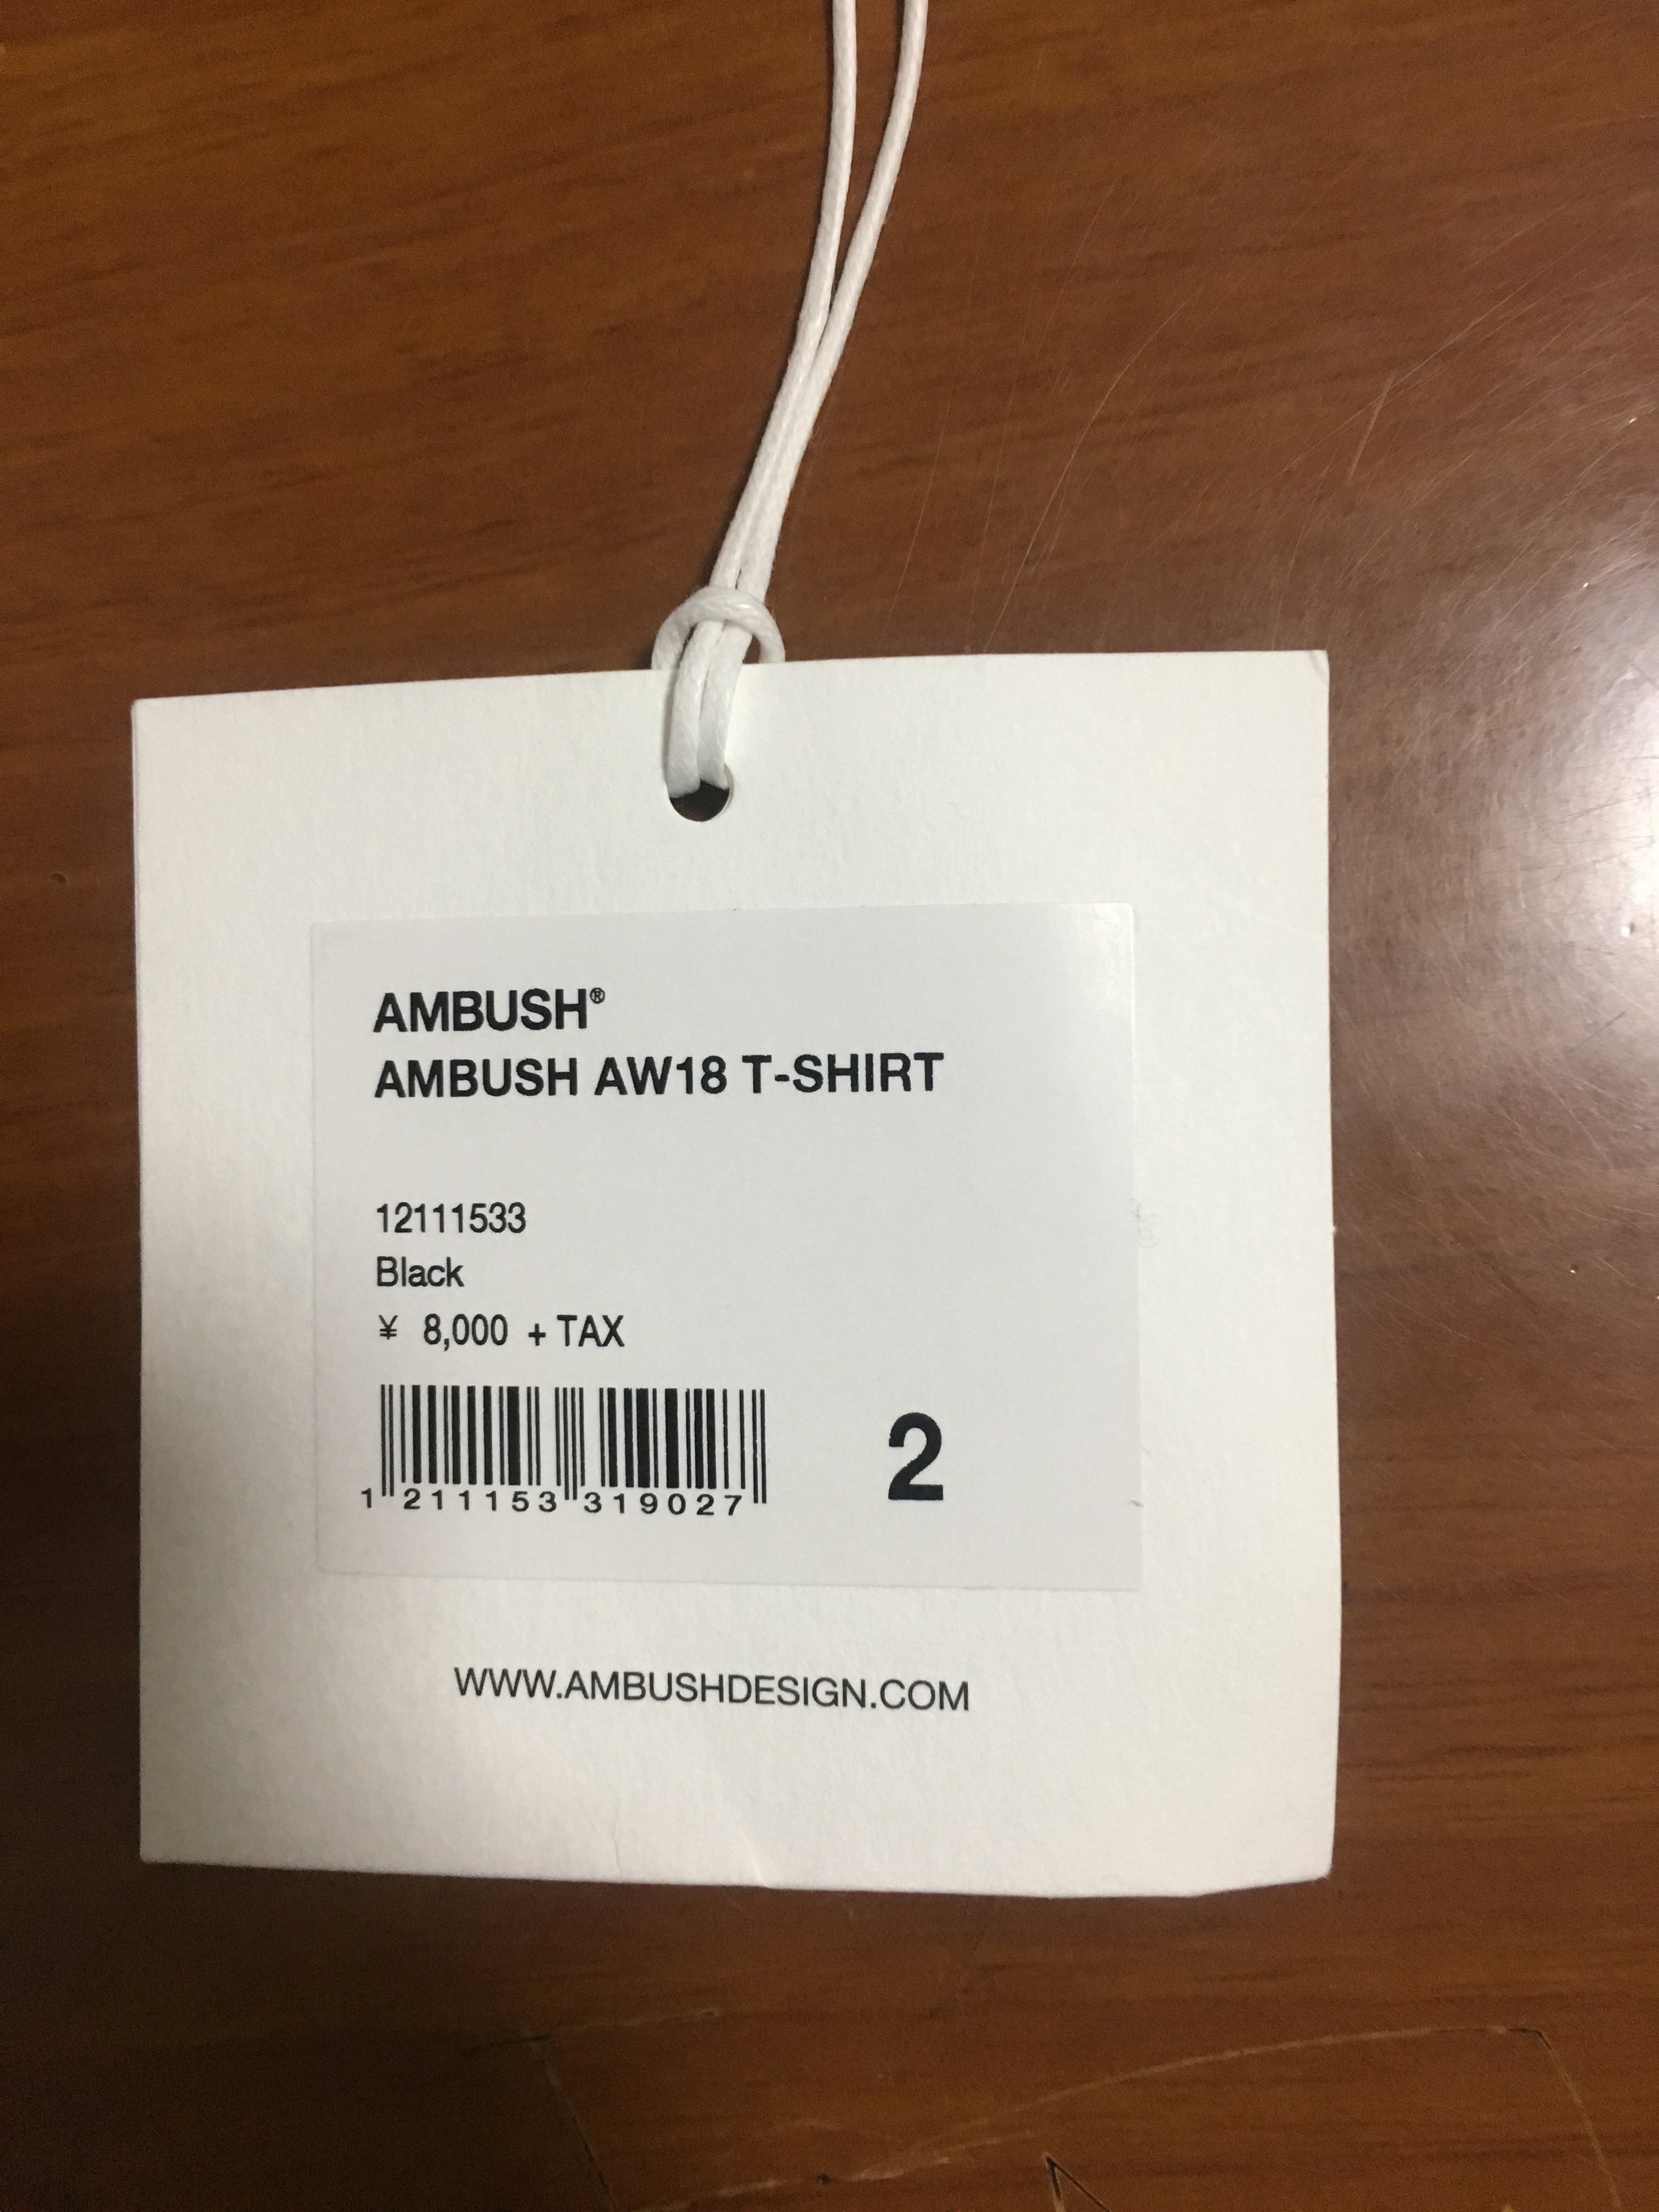 AMBUSH®
AMBUSH AW18 T-SHIRT
12111533
Black
¥ 8,000 + TAX
1 211153 319027
2
WWW.AMBUSHDESIGN.COM